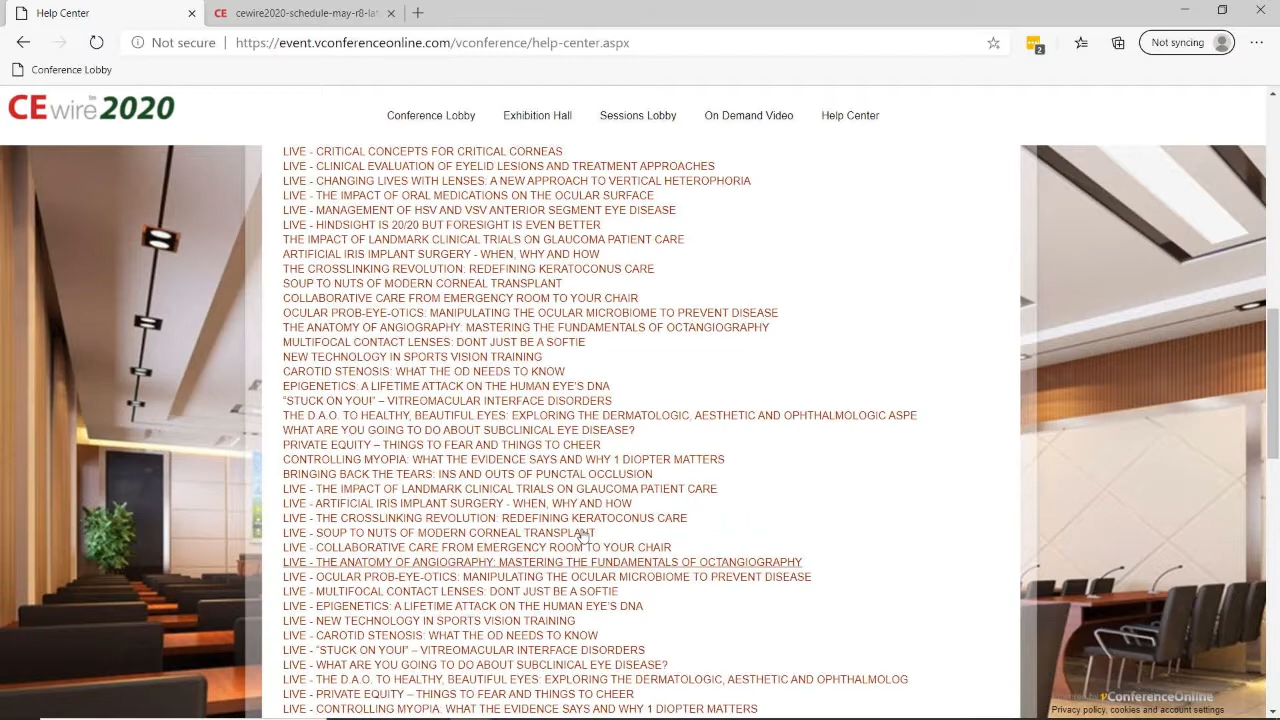 Help Center
cewire2020-schedule-may-r8-lat
Not secure
https://event.vconferenceonline.com/vconference/help-center.aspx
2
Not syncing
Conference Lobby
CE wire 2020
Conference Lobby Exhibition Hall Sessions Lobby On Demand Video Help Center
LIVE - CRITICAL CONCEPTS FOR CRITICAL CORNEAS
LIVE - CLINICAL EVALUATION OF EYELID LESIONS AND TREATMENT APPROACHES
LIVE - CHANGING LIVES WITH LENSES. A NEW APPROACH TO VERTICAL HETEROPHORIA
LIVE - THE IMPACT OF ORAL MEDICATIONS ON THE OCULAR SURFACE
LIVE - MANAGEMENT OF HSV AND VSV ANTERIOR SEGMENT EYE DISEASE
LIVE - HINDSIGHT IS 20/20 BUT FORESIGHT IS EVEN BETTER
THE IMPACT OF LANDMARK CLINICAL TRIALS ON GLAUCOMA PATIENT CARE
ARTIFICIAL IRIS IMPLANT SURGERY - WHEN, WHY AND HOW
THE CROSSLINKING REVOLUTION: REDEFINING KERATOCONUS CARE
SOUP TO NUTS OF MODERN CORNEAL TRANSPLANT
COLLABORATIVE CARE FROM EMERGENCY ROOM TO YOUR CHAIR
OCULAR PROB-EYE-OTICS: MANIPULATING THE OCULAR MICROBIOME TO PREVENT DISEASE
THE ANATOMY OF ANGIOGRAPHY: MASTERING THE FUNDAMENTALS OF OCTANGIOGRAPHY
MULTIFOCAL CONTACT LENSES: DONT JUST BE A SOFTIE
NEW TECHNOLOGY IN SPORTS VISION TRAINING
CAROTID STENOSIS: WHAT THE OD NEEDS TO KNOW
EPIGENETICS: A LIFETIME ATTACK ON THE HUMAN EYE'S DNA
"STUCK ON YOU!" – VITREOMACULAR INTERFACE DISORDERS
THE D.A.O. TO HEALTHY, BEAUTIFUL EYES: EXPLORING THE DERMATOLOGIC, AESTHETIC AND OPHTHALMOLOGIC ASPE
WHAT ARE YOU GOING TO DO ABOUT SUBCLINICAL EYE DISEASE?
PRIVATE EQUITY – THINGS TO FEAR AND THINGS TO CHEER
CONTROLLING MYOPIA: WHAT THE EVIDENCE SAYS AND WHY 1 DIOPTER MATTERS
BRINGING BACK THE TEARS: INS AND OUTS OF PUNCTAL OCCLUSION
LIVE - THE IMPACT OF LANDMARK CLINICAL TRIALS ON GLAUCOMA PATIENT CARE
LIVE - ARTIFICIAL IRIS IMPLANT SURGERY - WHEN, WHY AND HOW
LIVE - THE CROSSLINKING REVOLUTION: REDEFINING KERATOCONUS CARE
LIVE - SOUP TO NUTS OF MODERN CORNEAL TRANSPLANT
LIVE - COLLABORATIVE CARE FROM EMERGENCY ROOM TO YOUR CHAIR
LIVE - THE ANATOMY OF ANGIOGRAPHY: MASTERING THE FUNDAMENTALS OF OCTANGIOGRAPHY
LIVE - OCULAR PROB-EYE-OTICS: MANIPULATING THE OCULAR MICROBIOME TO PREVENT DISEASE
LIVE - MULTIFOCAL CONTACT LENSES: DONT JUST BE A SOFTIE
LIVE - EPIGENETICS: A LIFETIME ATTACK ON THE HUMAN EYE'S DNA
LIVE - NEW TECHNOLOGY IN SPORTS VISION TRAINING
LIVE - CAROTID STENOSIS: WHAT THE OD NEEDS TO KNOW
LIVE - "STUCK ON YOU!" – VITREOMACULAR INTERFACE DISORDERS
LIVE - WHAT ARE YOU GOING TO DO ABOUT SUBCLINICAL EYE DISEASE?
LIVE - THE D.A.O. TO HEALTHY, BEAUTIFUL EYES: EXPLORING THE DERMATOLOGIC, AESTHETIC AND OPHTHALMOLOG
LIVE - PRIVATE EQUITY – THINGS TO FEAR AND THINGS TO CHEER
LIVE - CONTROLLING MYOPIA: WHAT THE EVIDENCE SAYS AND WHY 1 DIOPTER MATTERS
vConferenceOnline
Privacy policy, cookies and account settings